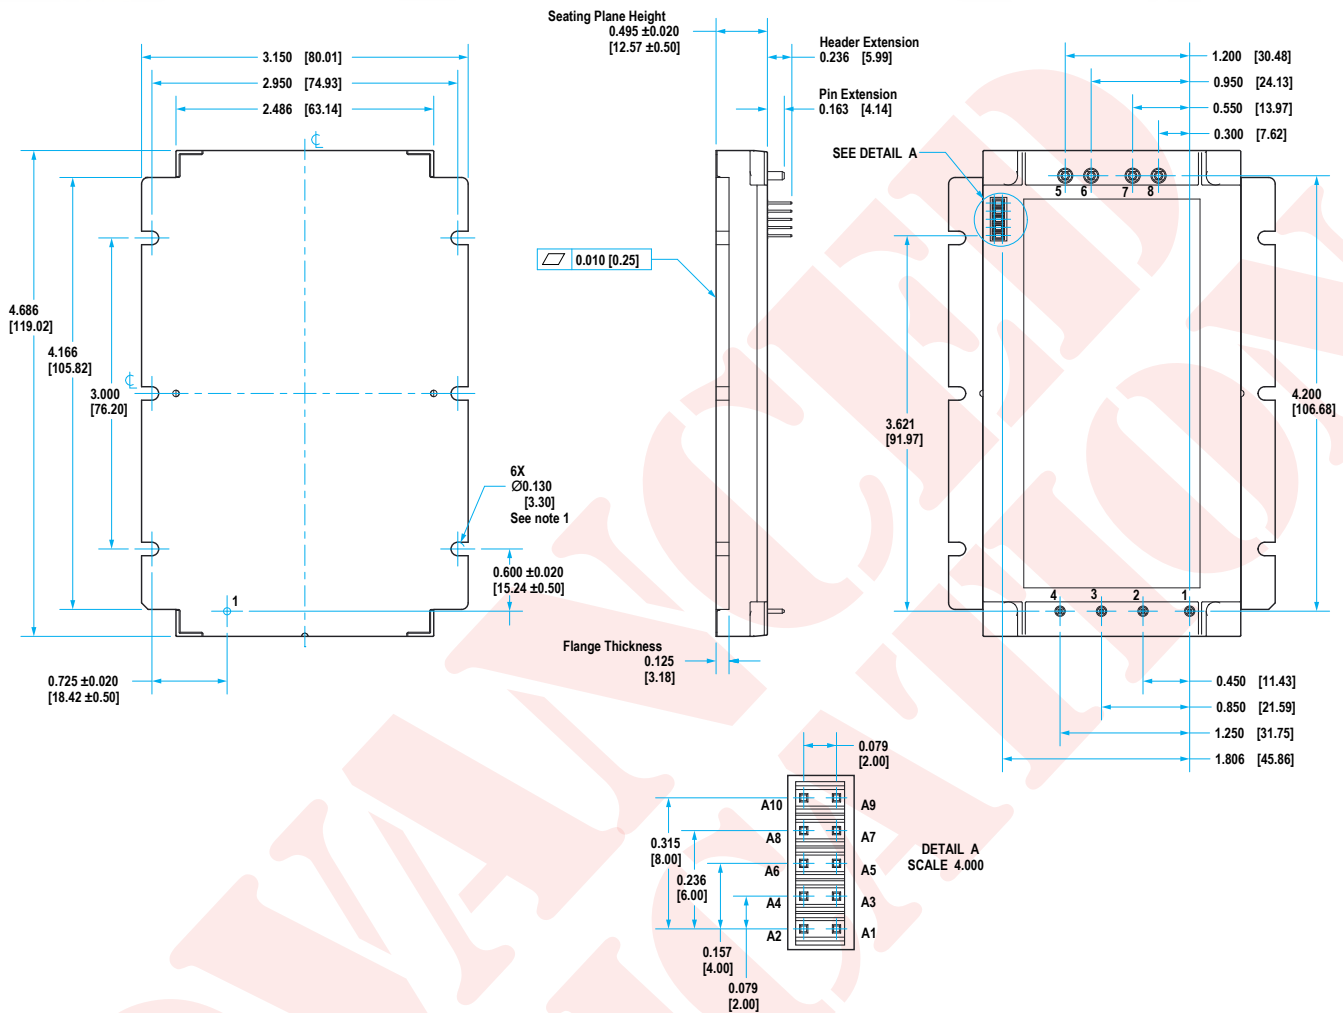 Seating Plane Height
0.495 ±0.020
[12.57 ±0.50]
Header Extension
0.236 [5.99]
Pin Extension
0.163 [4.14]
3.150 [80.01]
2.950 [74.93]
2.486 [63.14]
1.200 [30.48]
0.950 [24.13]
0.550 [13.97]
0.300 [7.62]
SEE DETAIL A
5 6 7 8
0.010 [0.25]
4.686
[119.02]
4.166
[105.82]
3.000
[76.20]
6X
Ø0.130
[3.30]
See note 1
0.600 ±0.020
[15.24 ±0.50]
1
0.725 ±0.020
[18.42 ±0.50]
Flange Thickness
0.125
[3.18]
3.621
[91.97]
4.200
[106.68]
4 3 2 1
0.450 [11.43]
0.850 [21.59]
1.250 [31.75]
1.806 [45.86]
0.079
[2.00]
A10 A9
A8 A7
A6 A5
A4 A3
A2 A1
0.315
[8.00]
0.236
[6.00]
0.157
[4.00]
0.079
[2.00]
DETAIL A
SCALE 4.000